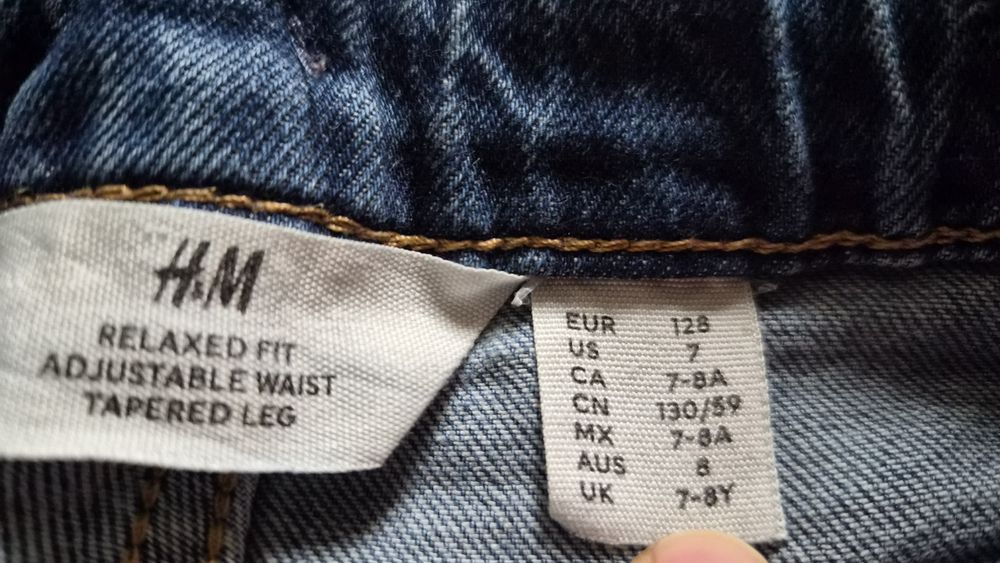 H&M
RELAXED FIT
ADJUSTABLE WAIST
TAPERED LEG
EUR 128
US 7
CA 7-8A
CN 130/59
MX 7-8A
AUS 8
UK 7-8Y